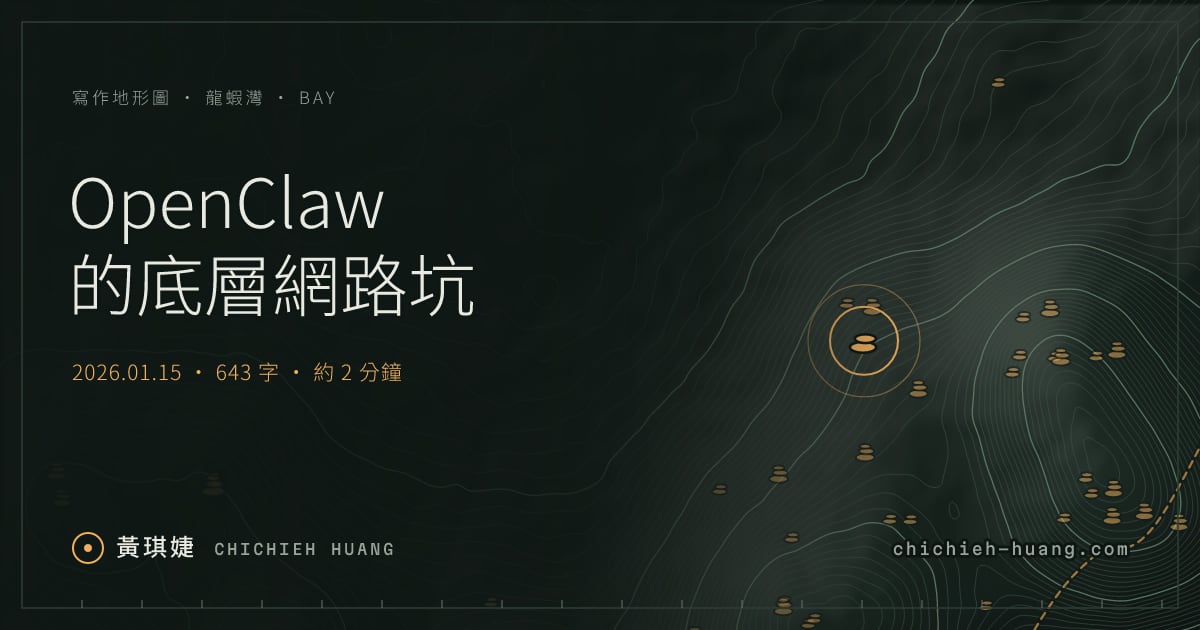 寫作地形圖 · 龍蝦灣 · BAY
OpenClaw
的底層網路坑
2026.01.15 · 643 字 · 約 2 分鐘
黃琪婕 CHICHIEH HUANG
chichieh-huang.com